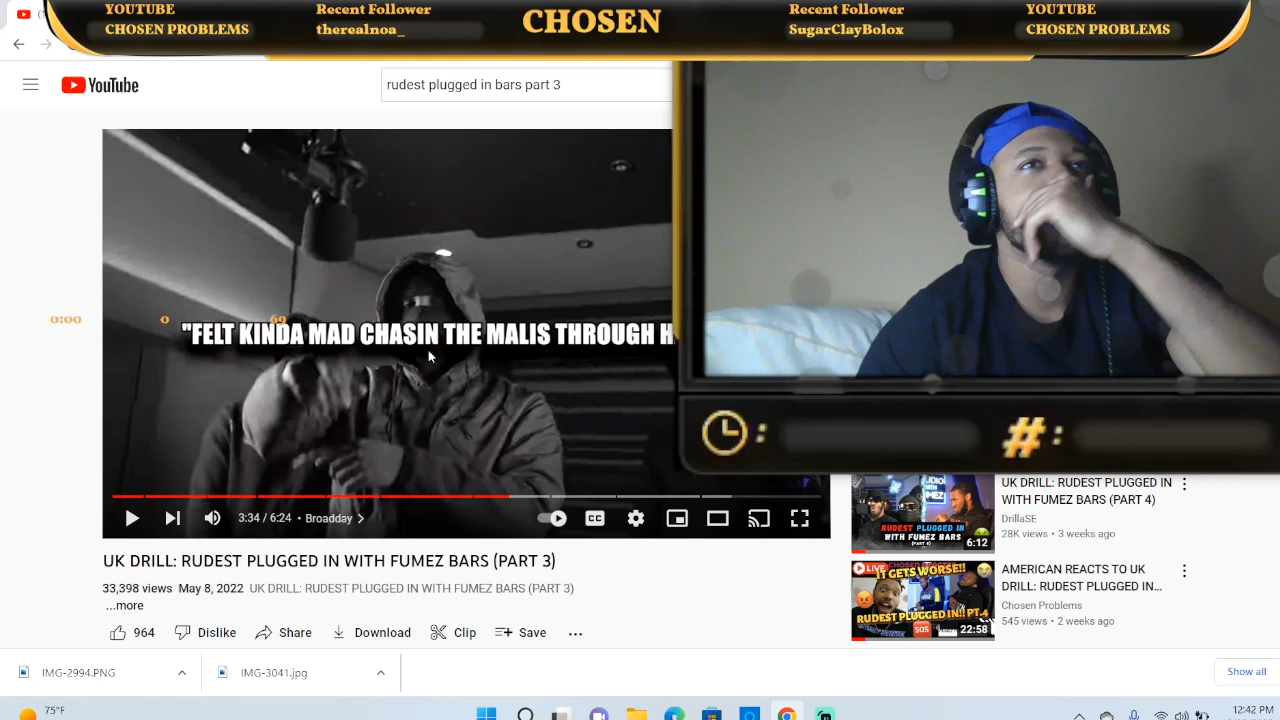 YOUTUBE
CHOSEN PROBLEMS
Recent Follower
therealnoa_
CHOSEN
Recent Follower
SugarClayBolox
YOUTUBE
CHOSEN PROBLEMS
YouTube
rudest plugged in bars part 3
0:00
0
69
"FELT KINDA MAD CHASIN THE MALIS THROUGH H
3:34 / 6:24 • Broadday
CC
UK DRILL: RUDEST PLUGGED IN WITH FUMEZ BARS (PART 3)
33,398 views May 8, 2022 UK DRILL: RUDEST PLUGGED IN WITH FUMEZ BARS (PART 3)
...more
964
Dislike
Share
Download
Clip
Save
RUDEST PLUGGED IN
WITH FUMEZ BARS
6:12
UK DRILL: RUDEST PLUGGED IN
WITH FUMEZ BARS (PART 4)
DrillaSE
28K views • 3 weeks ago
LIVE
IT GETS WORSE!!
RUDEST PLUGGED IN!! PT.4
SOS
22:58
AMERICAN REACTS TO UK
DRILL: RUDEST PLUGGED IN...
Chosen Problems
545 views • 2 weeks ago
# :
IMG-2994.PNG
IMG-3041.jpg
Show all
75°F
12:42 PM